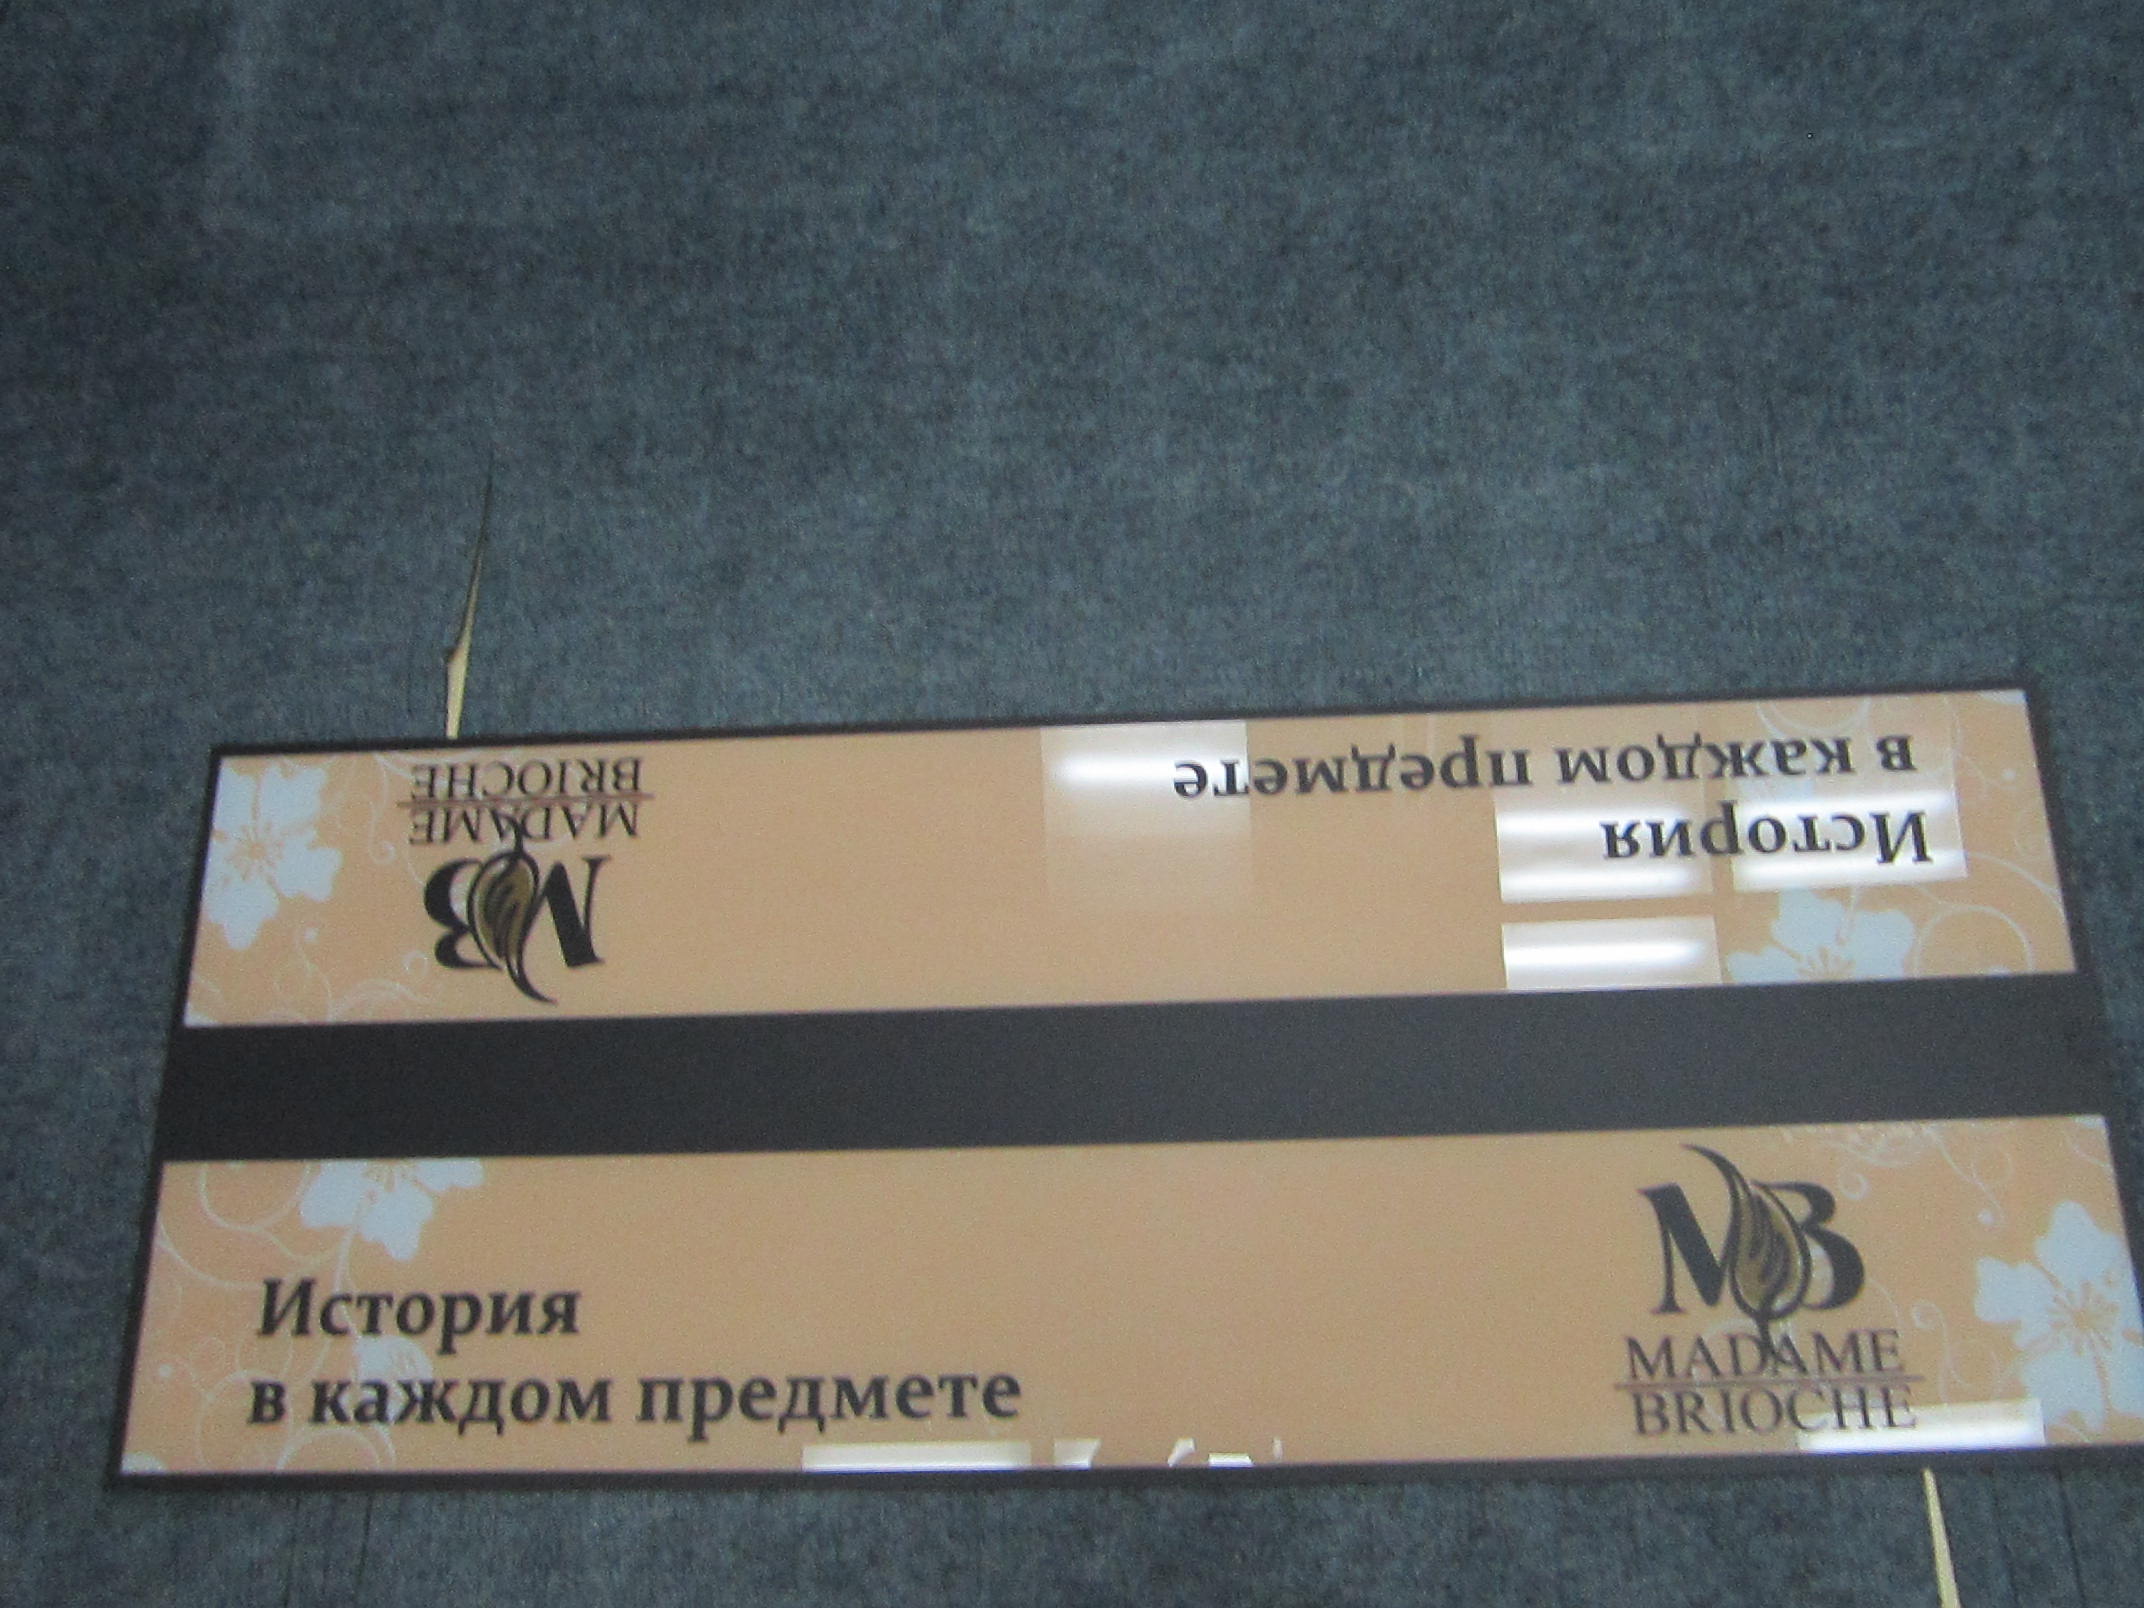 История
в каждом предмете
MB
MADAME
BRIOCHE
История
в каждом предмете
MB
MADAME
BRIOCHE